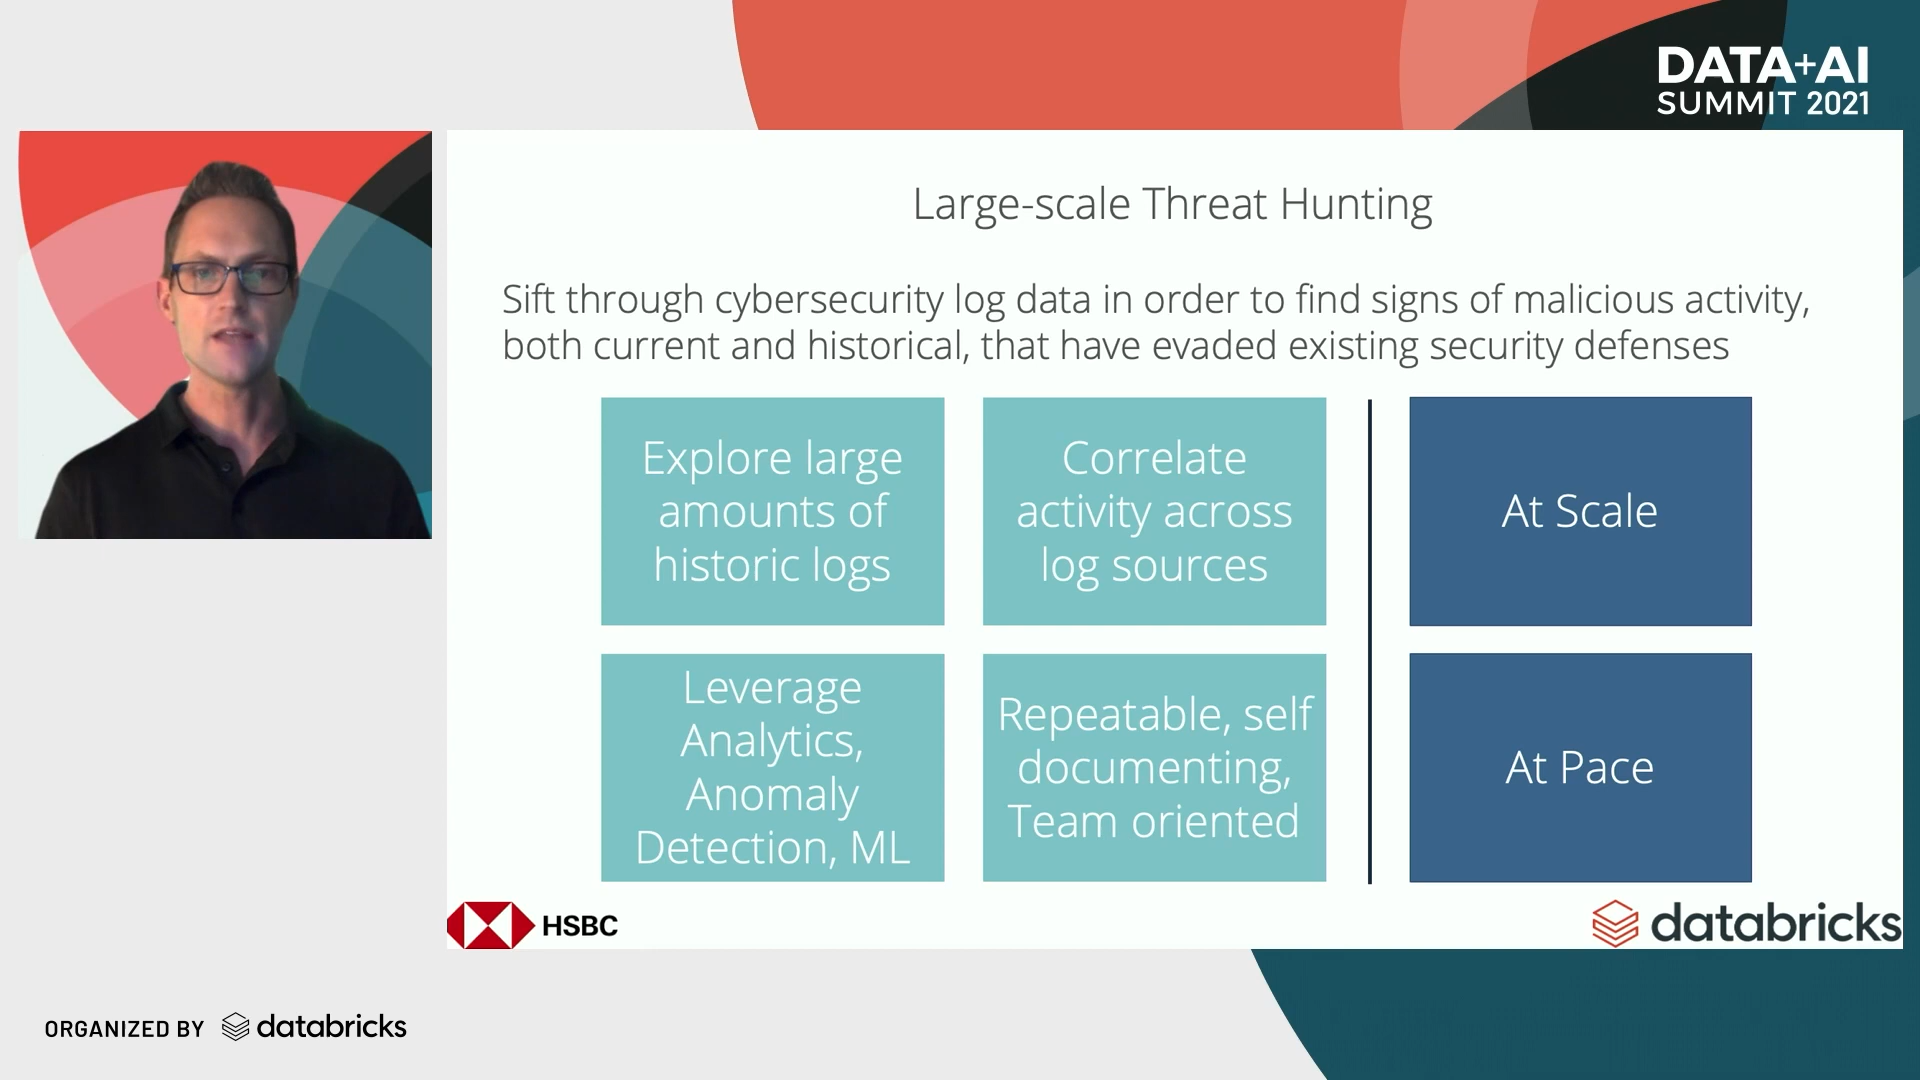 DATA+AI
SUMMIT 2021
Large-scale Threat Hunting
Sift through cybersecurity log data in order to find signs of malicious activity,
both current and historical, that have evaded existing security defenses
Explore large
amounts of
historic logs
Correlate
activity across
log sources
At Scale
Leverage
Analytics,
Anomaly
Detection, ML
Repeatable, self
documenting,
Team oriented
At Pace
HSBC
databricks
ORGANIZED BY databricks